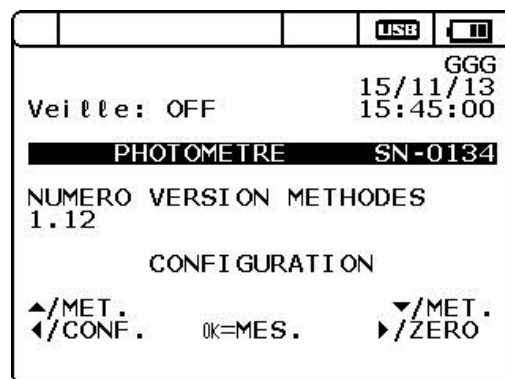 USB
GGG
15/11/13
Veille: OFF 15:45:00
PHOTOMETRE SN-0134
NUMERO VERSION METHODES
1.12
CONFIGURATION
▲/MET. ▼/MET.
◀/CONF. OK=MES. ▶/ZERO